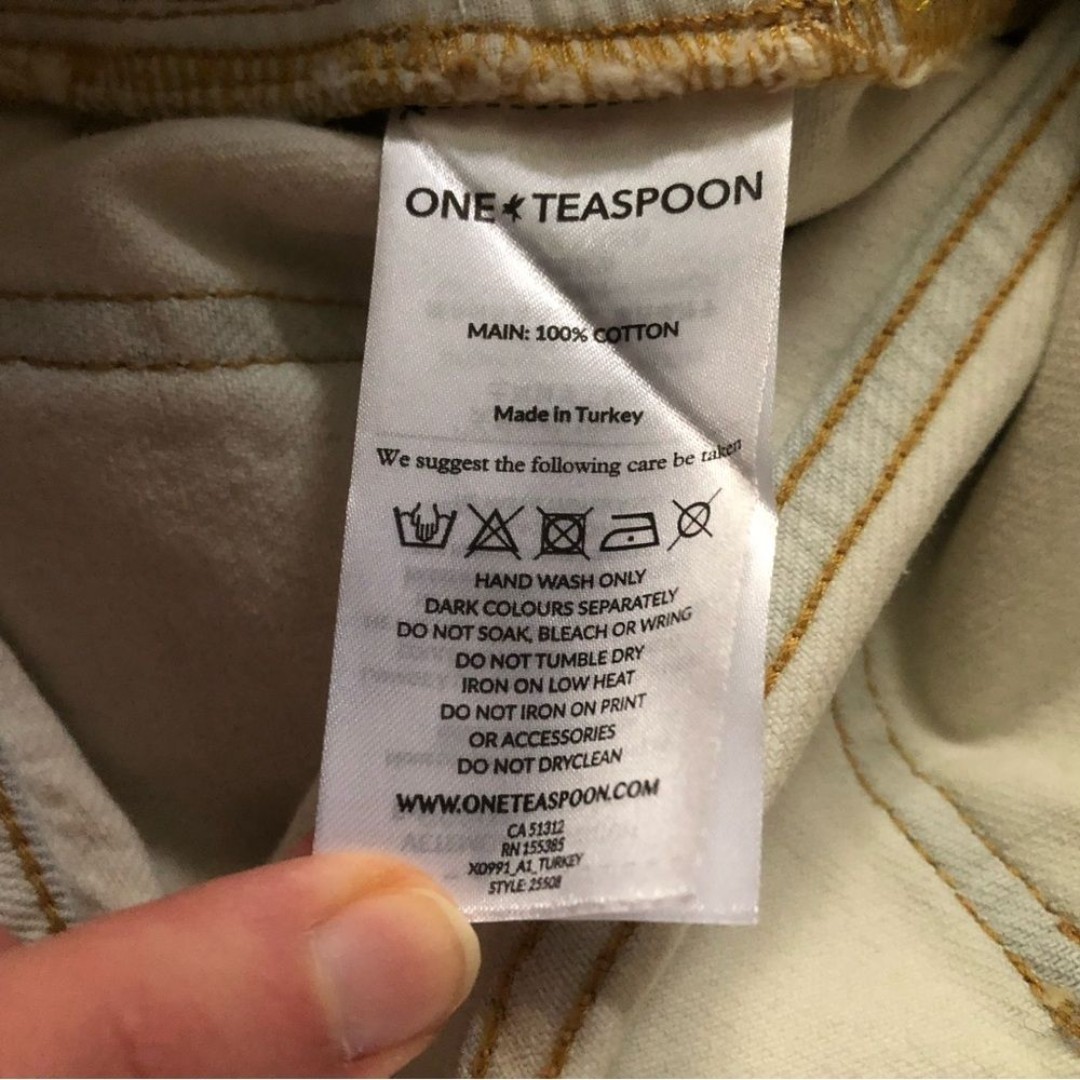 ONE TEASPOON
MAIN: 100% COTTON
Made in Turkey
We suggest the following care be taken
HAND WASH ONLY
DARK COLOURS SEPARATELY
DO NOT SOAK, BLEACH OR WRING
DO NOT TUMBLE DRY
IRON ON LOW HEAT
DO NOT IRON ON PRINT
OR ACCESSORIES
DO NOT DRYCLEAN
WWW.ONETEASPOON.COM
CA 51312
RN 155385
XO991_A1_TURKEY
STYLE: 25508